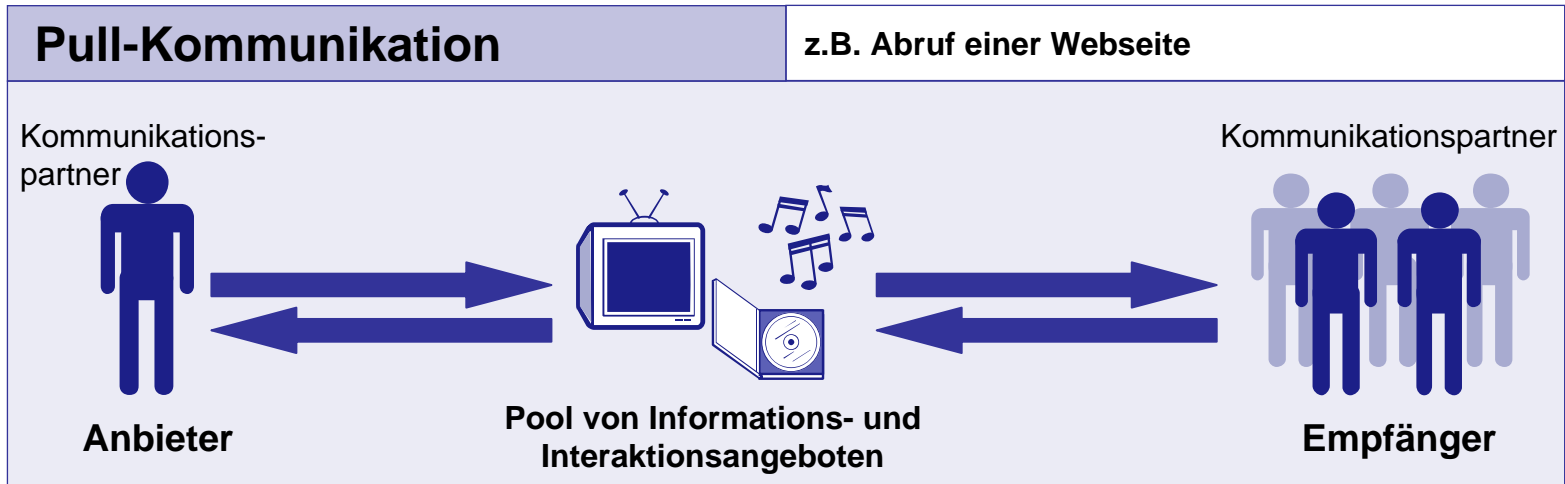 Pull-Kommunikation
z.B. Abruf einer Webseite
Kommunikations-
partner
Kommunikationspartner
Anbieter
Pool von Informations- und
Interaktionsangeboten
Empfänger